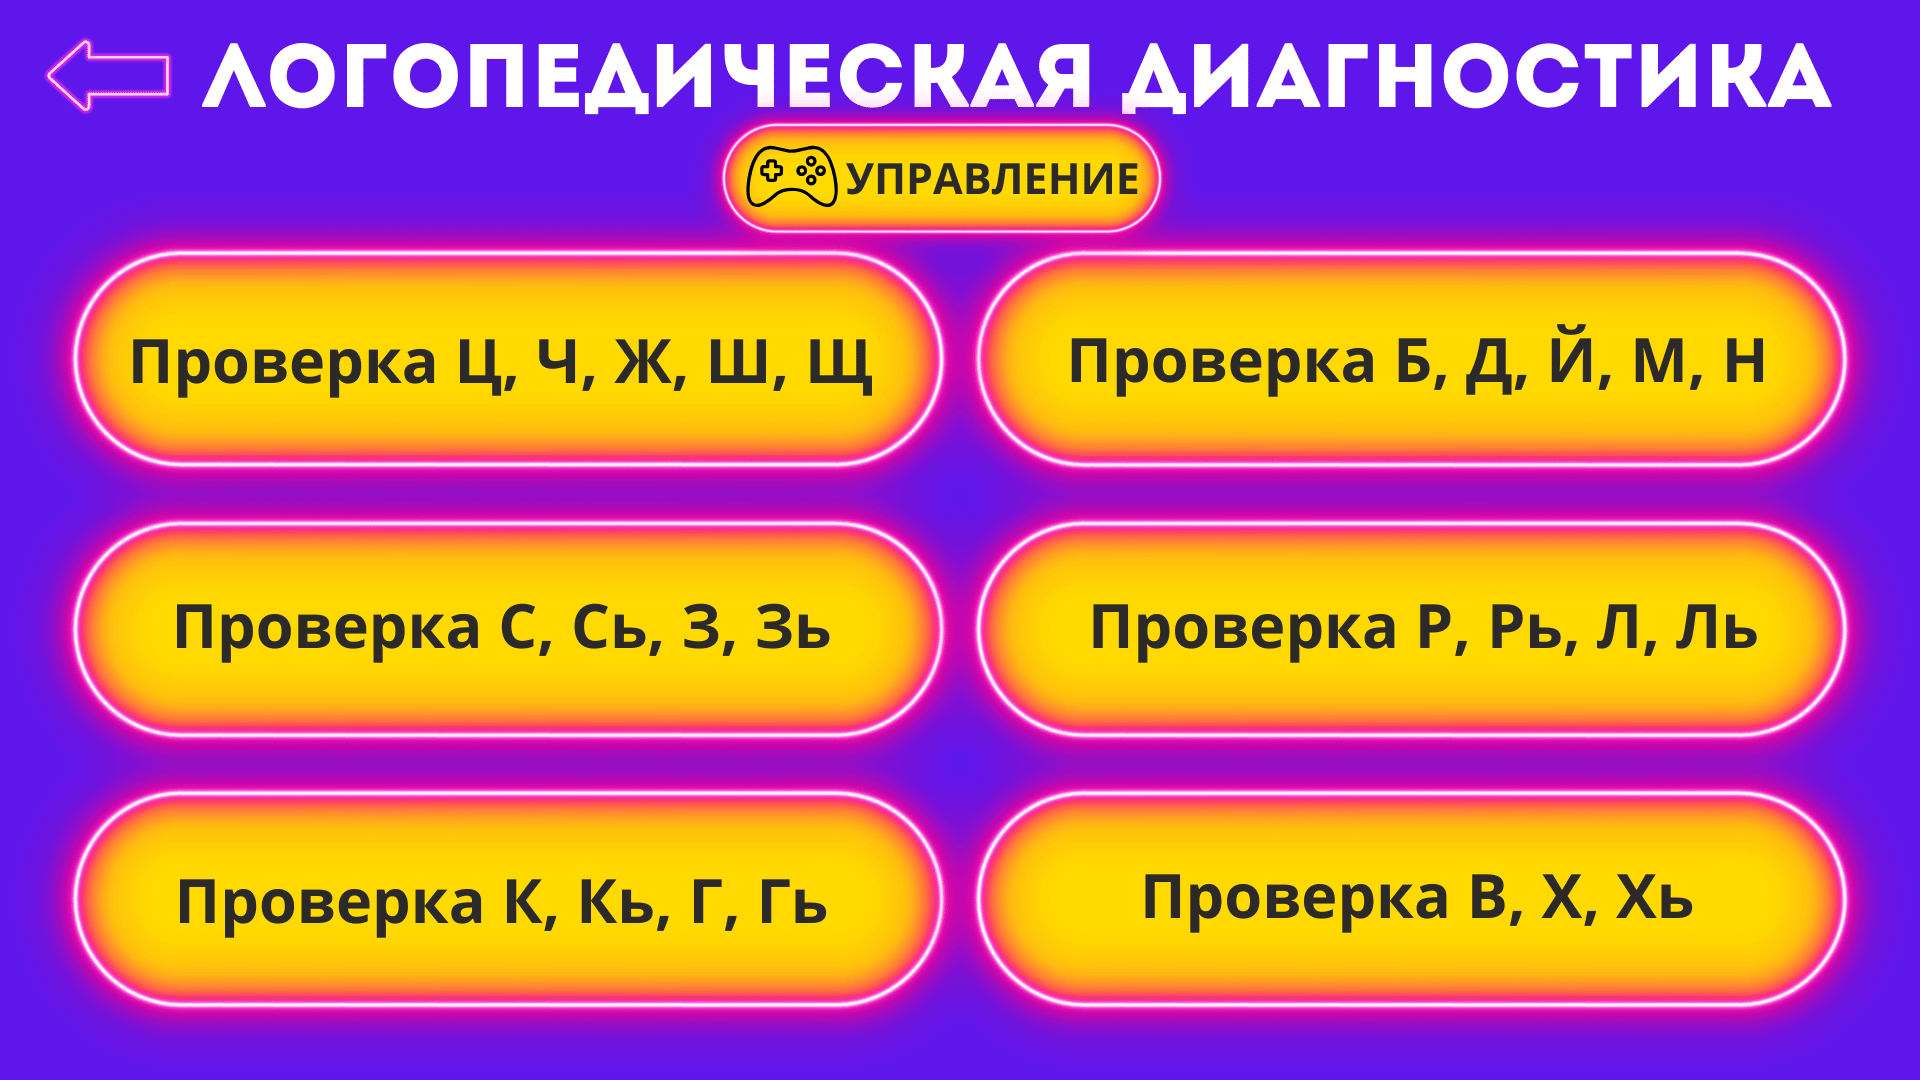 ЛОГОПЕДИЧЕСКАЯ ДИАГНОСТИКА
УПРАВЛЕНИЕ
Проверка Ц, Ч, Ж, Ш, Щ
Проверка Б, Д, Й, М, Н
Проверка С, Сь, З, Зь
Проверка Р, Рь, Л, Ль
Проверка К, Кь, Г, Гь
Проверка В, Х, Хь